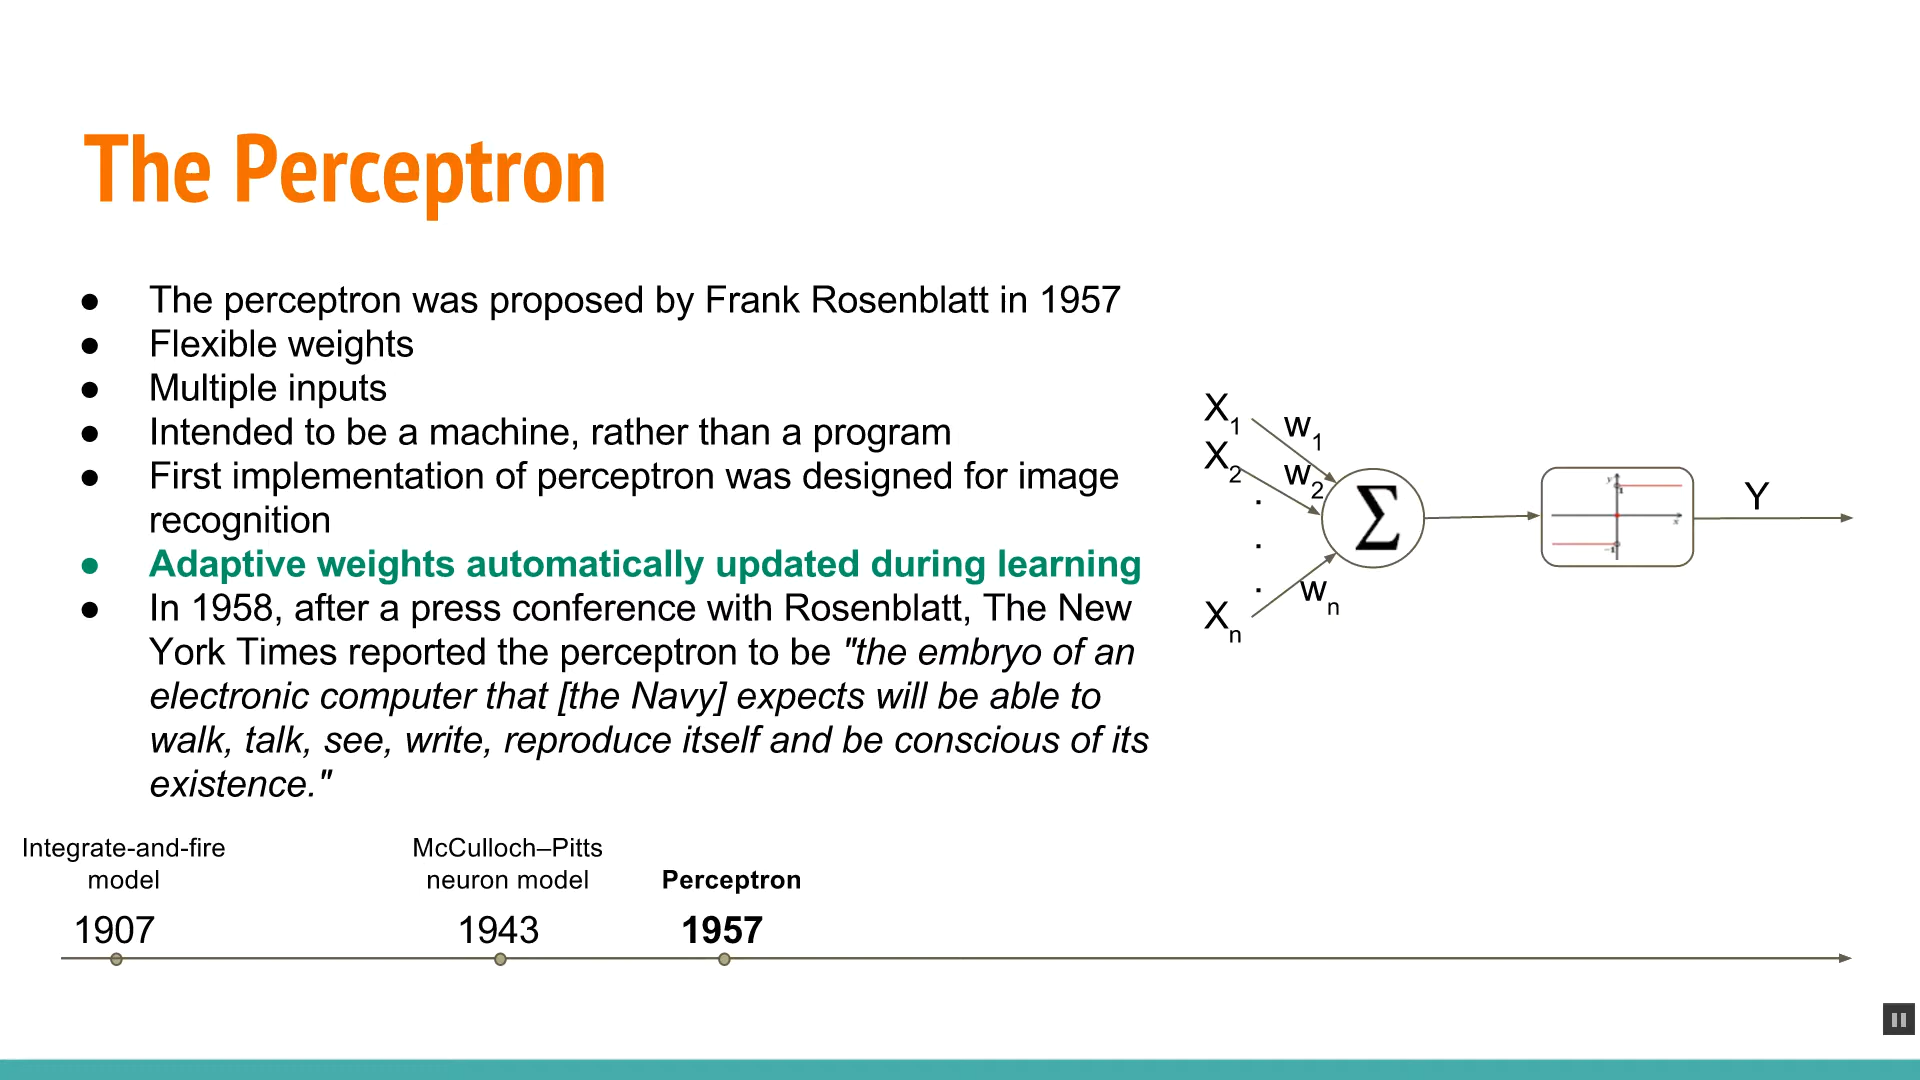 The Perceptron
● The perceptron was proposed by Frank Rosenblatt in 1957
● Flexible weights
● Multiple inputs
● Intended to be a machine, rather than a program
● First implementation of perceptron was designed for image
recognition
● Adaptive weights automatically updated during learning
● In 1958, after a press conference with Rosenblatt, The New
York Times reported the perceptron to be "the embryo of an
electronic computer that [the Navy] expects will be able to
walk, talk, see, write, reproduce itself and be conscious of its
existence."
X1 w1
X2 w2
.
.
.
Xn wn
Σ
y
1
x
-1
Y
Integrate-and-fire
model
1907
McCulloch–Pitts
neuron model
1943
Perceptron
1957